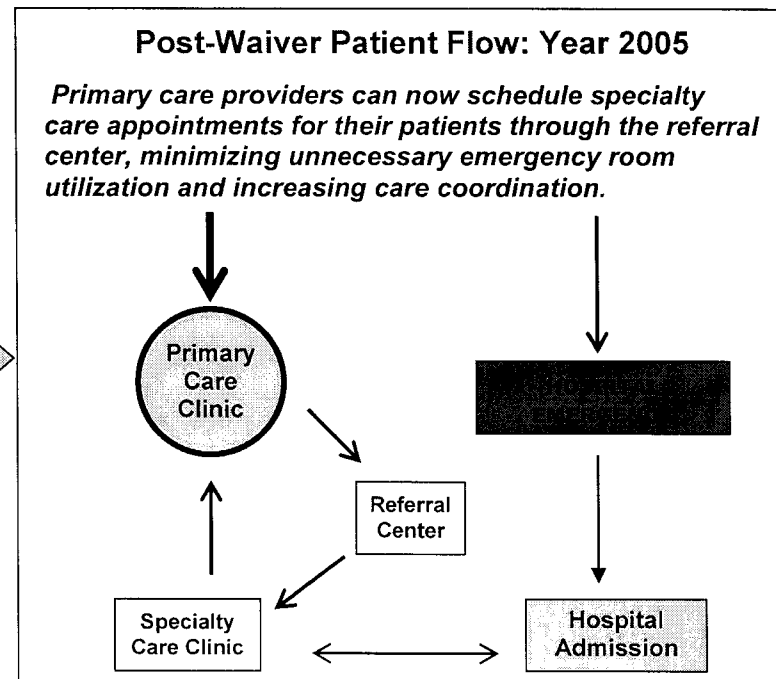 Post-Waiver Patient Flow: Year 2005
Primary care providers can now schedule specialty
care appointments for their patients through the referral
center, minimizing unnecessary emergency room
utilization and increasing care coordination.
Primary
Care
Clinic
Referral
Center
Specialty
Care Clinic
Hospital
Admission